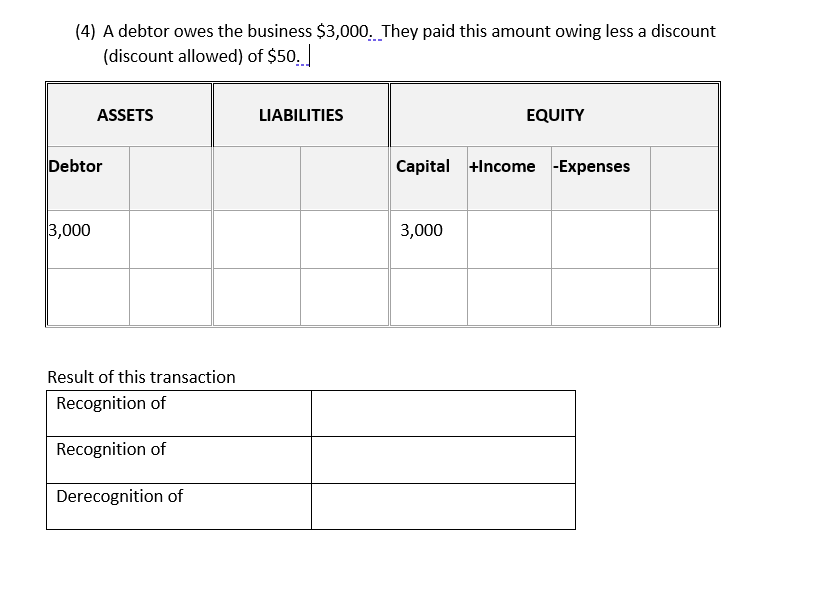 (4) A debtor owes the business $3,000. They paid this amount owing less a discount
(discount allowed) of $50.
ASSETS LIABILITIES EQUITY
Debtor Capital +Income -Expenses
3,000 3,000
Result of this transaction
Recognition of
Recognition of
Derecognition of